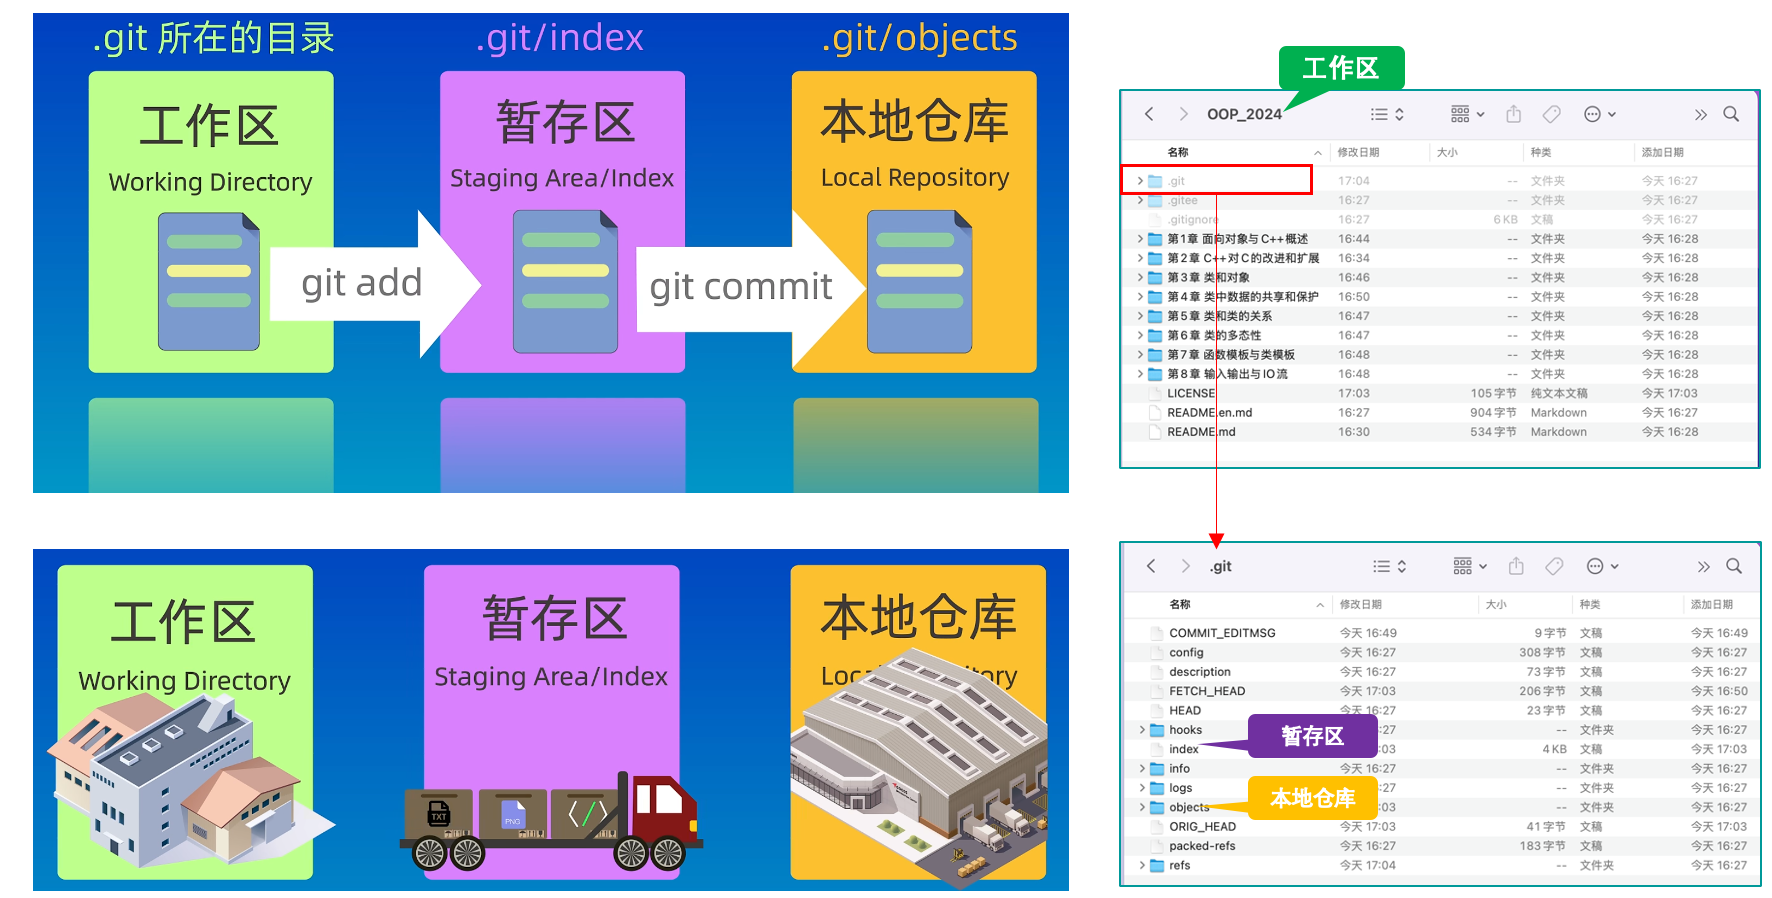 .git 所在的目录
.git/index
.git/objects
工作区
Working Directory
暂存区
Staging Area/Index
本地仓库
Local Repository
git add
git commit
工作区
Working Directory
暂存区
Staging Area/Index
本地仓库
TXT
PNG
</>
工作区
OOP_2024
名称 修改日期 大小 种类 添加日期
.git 17:04 -- 文件夹 今天 16:27
.gitee 16:27 -- 文件夹 今天 16:27
.gitignore 16:27 6 KB 文稿 今天 16:27
第1章 面向对象与C++概述 16:44 -- 文件夹 今天 16:28
第2章 C++对C的改进和扩展 16:34 -- 文件夹 今天 16:28
第3章 类和对象 16:46 -- 文件夹 今天 16:28
第4章 类中数据的共享和保护 16:50 -- 文件夹 今天 16:28
第5章 类和类的关系 16:47 -- 文件夹 今天 16:28
第6章 类的多态性 16:47 -- 文件夹 今天 16:28
第7章 函数模板与类模板 16:48 -- 文件夹 今天 16:28
第8章 输入输出与IO流 16:48 -- 文件夹 今天 16:28
LICENSE 17:03 105 字节 纯文本文稿 今天 17:03
README.en.md 16:27 904 字节 Markdown 今天 16:27
README.md 16:30 534 字节 Markdown 今天 16:28
.git
名称 修改日期 大小 种类 添加日期
COMMIT_EDITMSG 今天 16:49 9 字节 文稿 今天 16:49
config 今天 16:27 308 字节 文稿 今天 16:27
description 今天 16:27 73 字节 文稿 今天 16:27
FETCH_HEAD 今天 17:03 206 字节 文稿 今天 16:50
HEAD 今天 16:27 23 字节 文稿 今天 16:27
hooks :27 -- 文件夹 今天 16:27
暂存区
index :03 4 KB 文稿 今天 17:03
info 今天 16:27 -- 文件夹 今天 16:27
logs :27 -- 文件夹 今天 16:27
本地仓库
objects :03 -- 文件夹 今天 16:27
ORIG_HEAD 今天 17:03 41 字节 文稿 今天 17:03
packed-refs 今天 16:27 183 字节 文稿 今天 16:27
refs 今天 17:04 -- 文件夹 今天 16:27